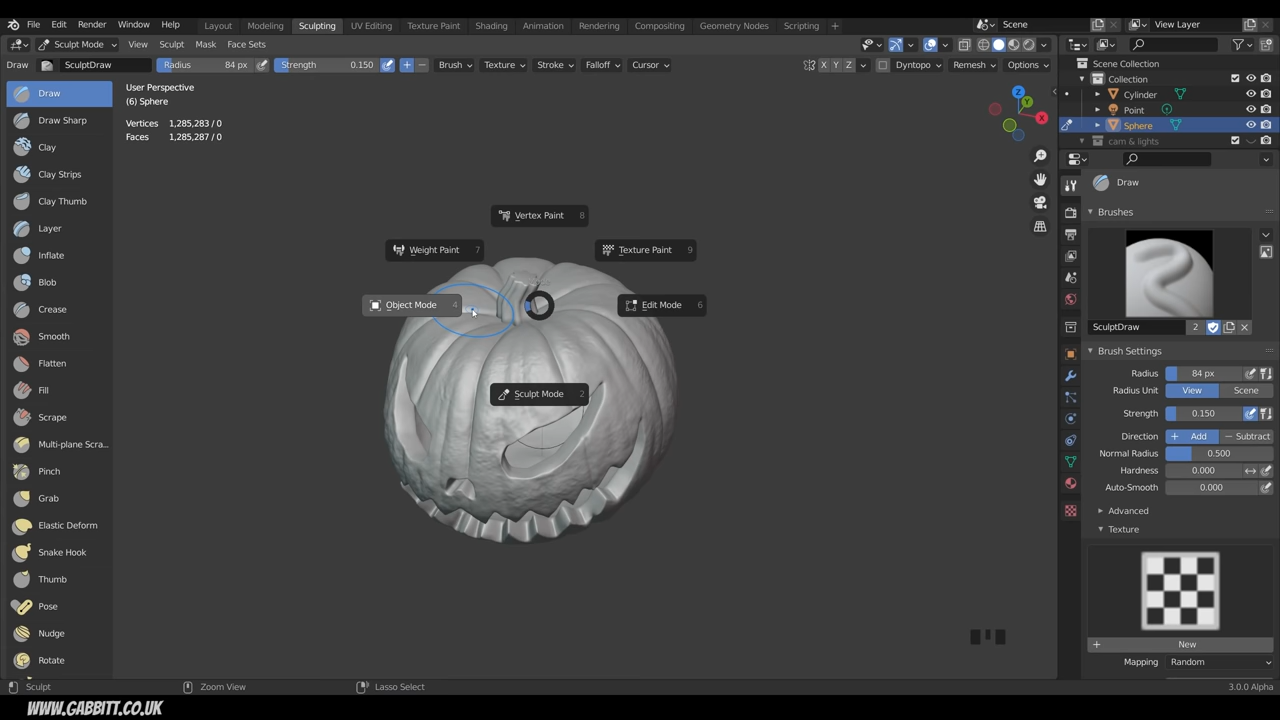 File Edit Render Window Help Layout Modeling Sculpting UV Editing Texture Paint Shading Animation Rendering Compositing Geometry Nodes Scripting + Scene View Layer
Sculpt Mode View Sculpt Mask Face Sets
Draw SculptDraw Radius 84 px Strength 0.150 + − Brush Texture Stroke Falloff Cursor X Y Z Dyntopo Remesh Options
Scene Collection
Collection
Cylinder
Point
Sphere
cam & lights
Draw
Draw Sharp
Clay
Clay Strips
Clay Thumb
Layer
Inflate
Blob
Crease
Smooth
Flatten
Fill
Scrape
Multi-plane Scra...
Pinch
Grab
Elastic Deform
Snake Hook
Thumb
Pose
Nudge
Rotate
User Perspective
(6) Sphere
Vertices 1,285,283 / 0
Faces 1,285,287 / 0
Z
Y
X
Vertex Paint 8
Weight Paint 7
Texture Paint 9
Object Mode 4
Edit Mode 6
Sculpt Mode 2
Draw
Brushes
SculptDraw 2
Brush Settings
Radius 84 px
Radius Unit View Scene
Strength 0.150
Direction + Add − Subtract
Normal Radius 0.500
Hardness 0.000
Auto-Smooth 0.000
Advanced
Texture
+ New
Mapping Random
Sculpt Zoom View Lasso Select 3.0.0 Alpha
WWW.GABBITT.CO.UK